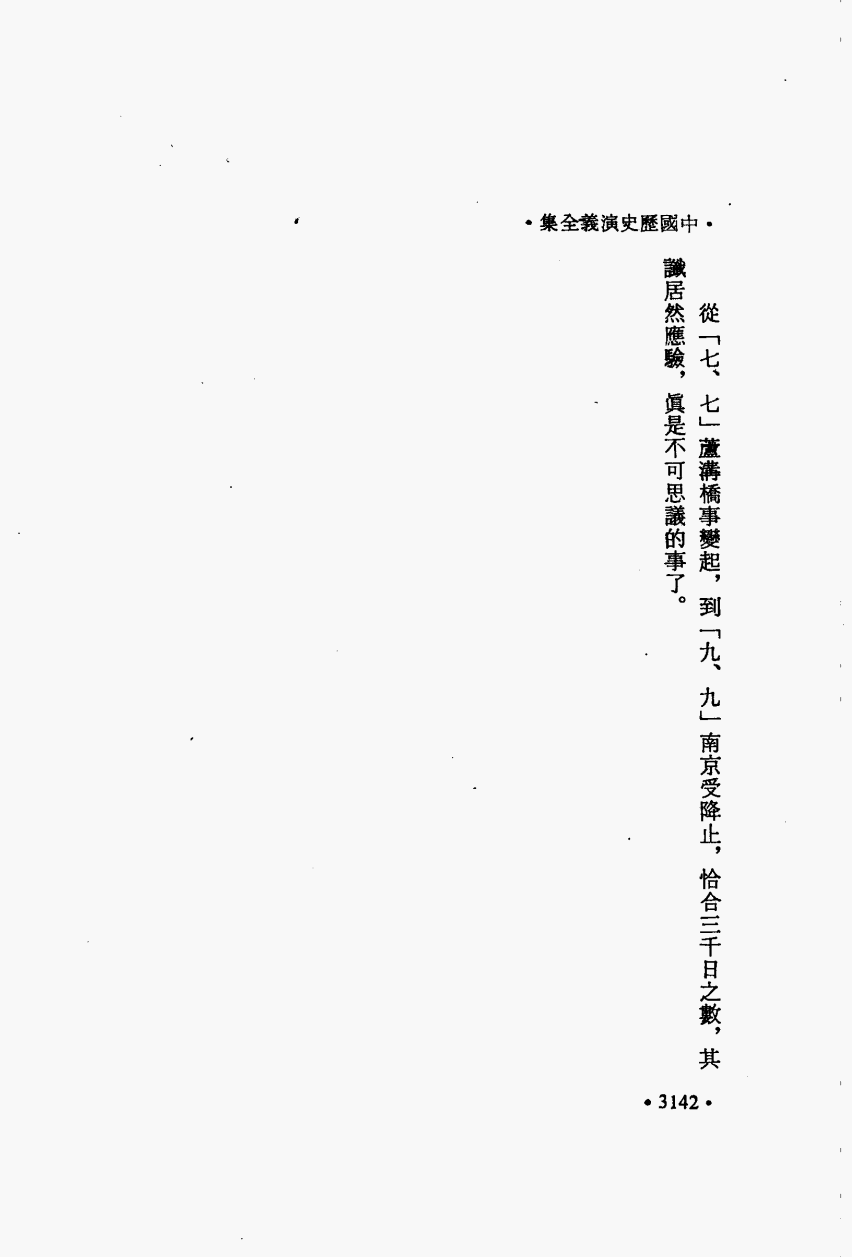 •中國歷史演義全集•
從「七、七」蘆溝橋事變起，到「九、九」南京受降止，恰合三千日之數，其
讖居然應驗，眞是不可思議的事了。
•3142•